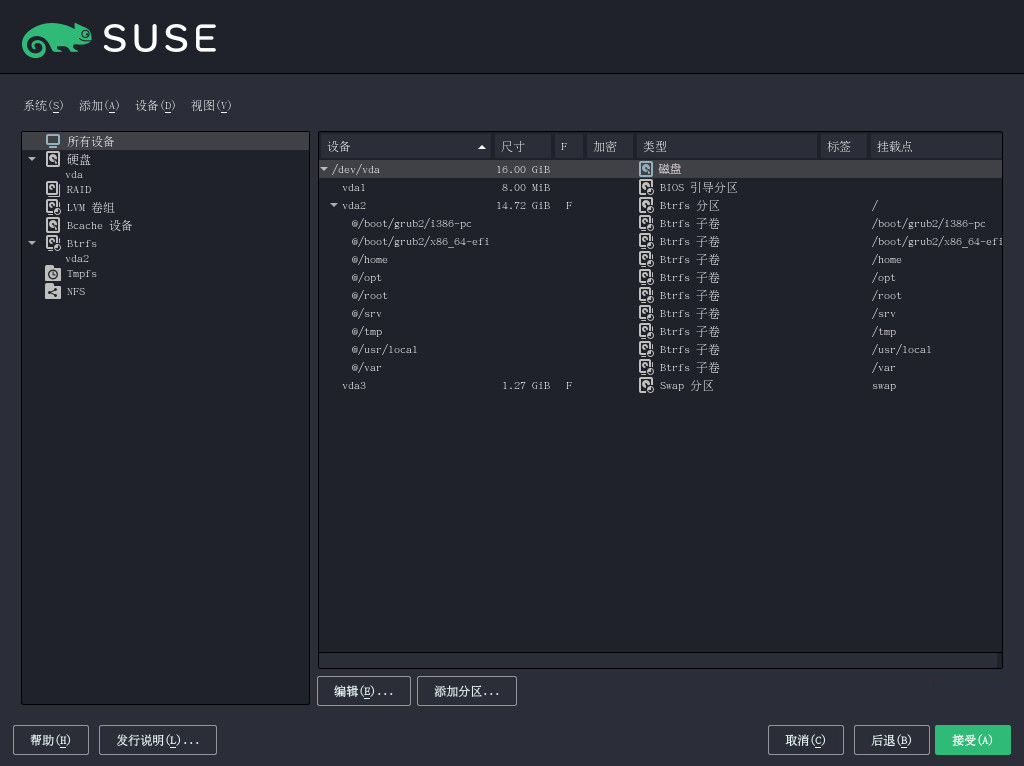 SUSE
系统(S) 添加(A) 设备(D) 视图(V)
所有设备
硬盘
vda
RAID
LVM 卷组
Bcache 设备
Btrfs
vda2
Tmpfs
NFS
设备 尺寸 F 加密 类型 标签 挂载点
/dev/vda 16.00 GiB 磁盘
vda1 8.00 MiB BIOS 引导分区
vda2 14.72 GiB F Btrfs 分区 /
@/boot/grub2/i386-pc Btrfs 子卷 /boot/grub2/i386-pc
@/boot/grub2/x86_64-efi Btrfs 子卷 /boot/grub2/x86_64-efi
@/home Btrfs 子卷 /home
@/opt Btrfs 子卷 /opt
@/root Btrfs 子卷 /root
@/srv Btrfs 子卷 /srv
@/tmp Btrfs 子卷 /tmp
@/usr/local Btrfs 子卷 /usr/local
@/var Btrfs 子卷 /var
vda3 1.27 GiB F Swap 分区 swap
编辑(E)... 添加分区...
帮助(H) 发行说明(L)... 取消(C) 后退(B) 接受(A)